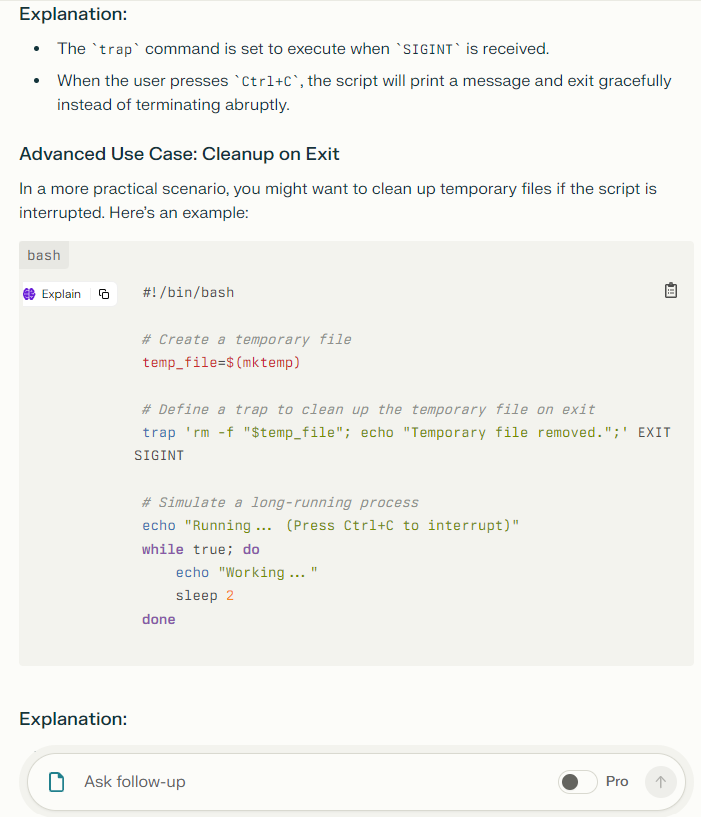 Explanation:
• The `trap` command is set to execute when `SIGINT` is received.
• When the user presses `Ctrl+C`, the script will print a message and exit gracefully
instead of terminating abruptly.
Advanced Use Case: Cleanup on Exit
In a more practical scenario, you might want to clean up temporary files if the script is
interrupted. Here's an example:
bash
Explain
#!/bin/bash
# Create a temporary file
temp_file=$(mktemp)
# Define a trap to clean up the temporary file on exit
trap 'rm -f "$temp_file"; echo "Temporary file removed.";' EXIT
SIGINT
# Simulate a long-running process
echo "Running... (Press Ctrl+C to interrupt)"
while true; do
    echo "Working..."
    sleep 2
done
Explanation:
Ask follow-up
Pro